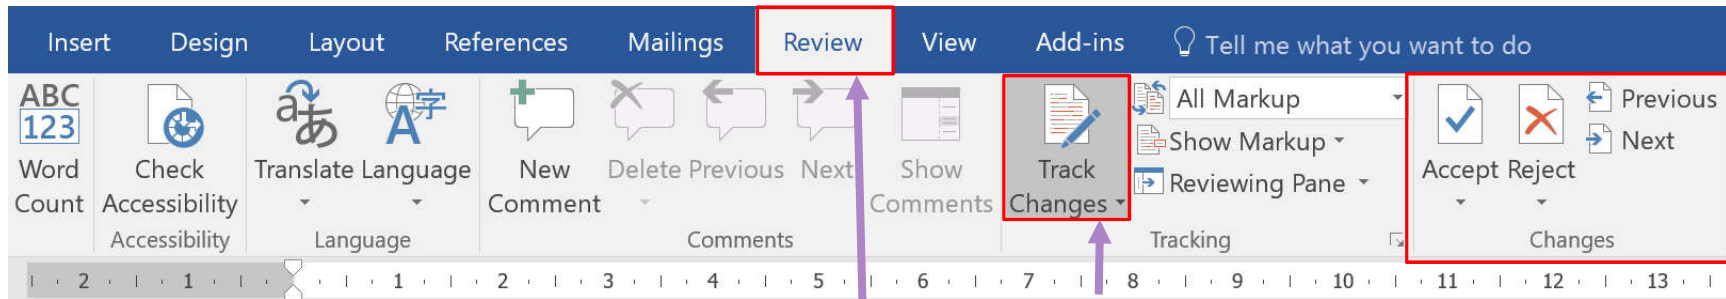 Insert Design Layout References Mailings Review View Add-ins Tell me what you want to do
ABC
123
Word
Count
Check
Accessibility
Accessibility
あ
Translate
A字
Language
Language
New
Comment
Delete
Previous
Next
Show
Comments
Comments
Track
Changes
All Markup
Show Markup
Reviewing Pane
Tracking
Accept
Reject
Previous
Next
Changes
2 1 1 2 3 4 5 6 7 8 9 10 11 12 13